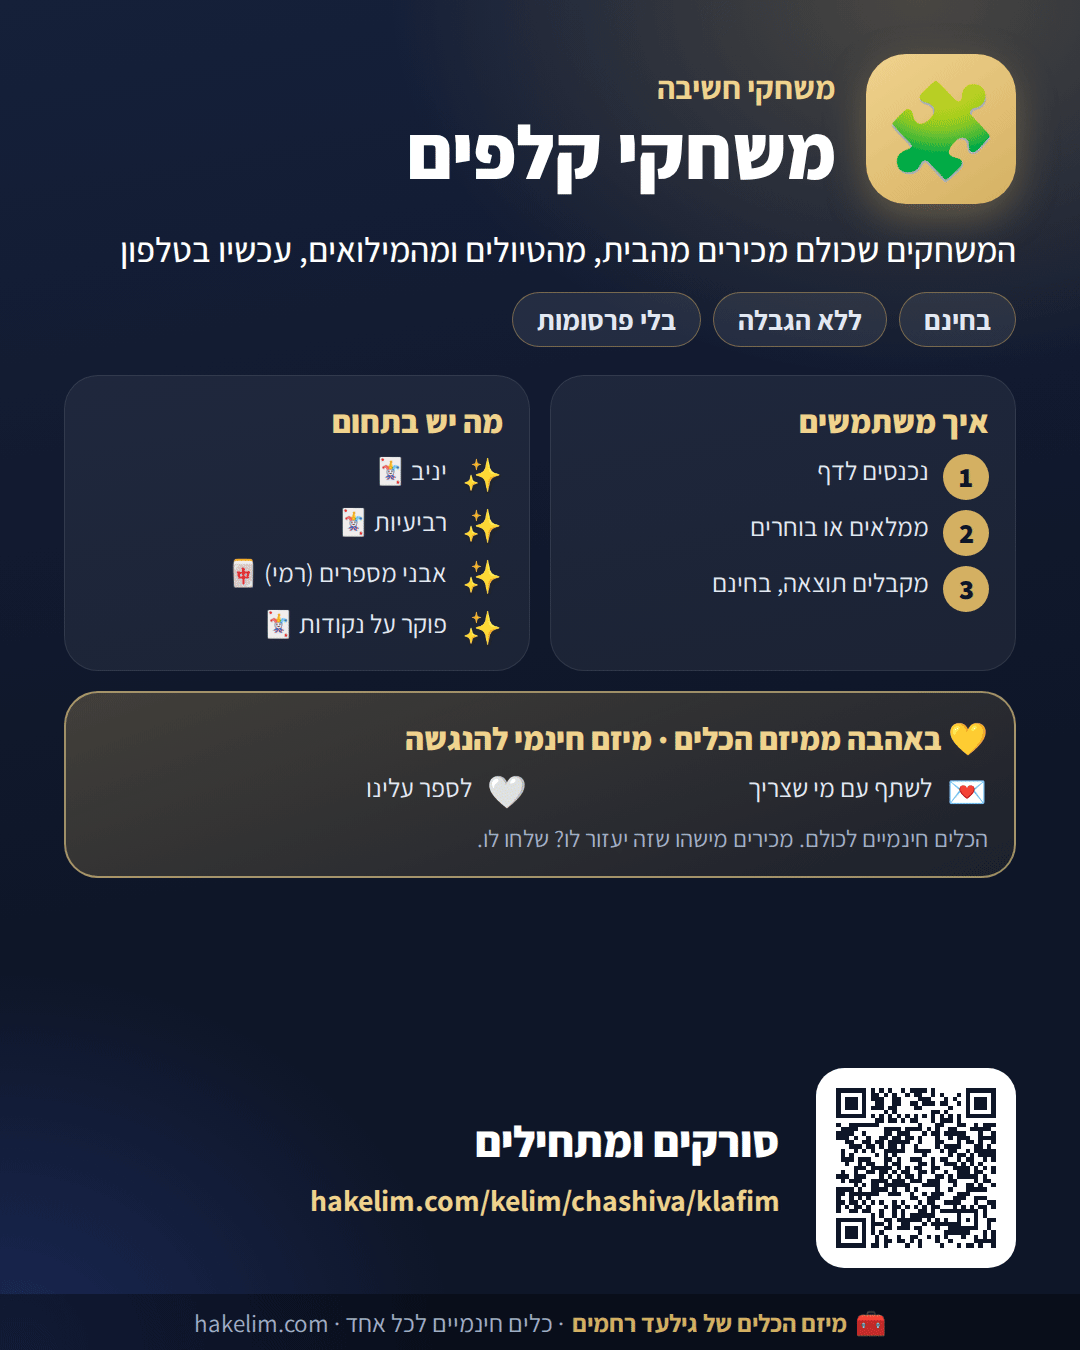 משחקי חשיבה
משחקי קלפים
המשחקים שכולם מכירים מהבית, מהטיולים ומהמילואים, עכשיו בטלפון
בחינם
ללא הגבלה
בלי פרסומות
איך משתמשים
1 נכנסים לדף
2 ממלאים או בוחרים
3 מקבלים תוצאה, בחינם
מה יש בתחום
✨ יניב 🃏
✨ רביעיות 🃏
✨ אבני מספרים (רמי) 🀄
✨ פוקר על נקודות 🃏
💛 באהבה ממיזם הכלים · מיזם חינמי להנגשה
💌 לשתף עם מי שצריך
🤍 לספר עלינו
הכלים חינמיים לכולם. מכירים מישהו שזה יעזור לו? שלחו לו.
סורקים ומתחילים
hakelim.com/kelim/chashiva/klafim
🧰 מיזם הכלים של גילעד רחמים · כלים חינמיים לכל אחד · hakelim.com